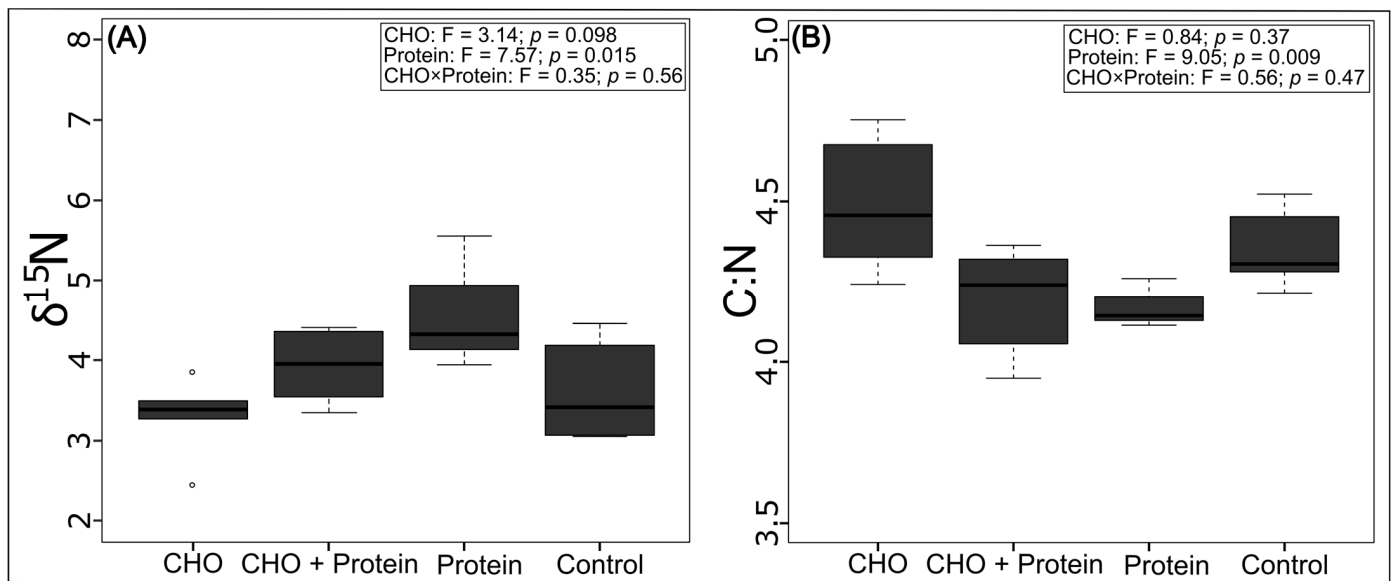 (A)
CHO: F = 3.14; p = 0.098
Protein: F = 7.57; p = 0.015
CHO×Protein: F = 0.35; p = 0.56
δ¹⁵N
8
7
6
5
4
3
2
CHO CHO + Protein Protein Control
(B)
CHO: F = 0.84; p = 0.37
Protein: F = 9.05; p = 0.009
CHO×Protein: F = 0.56; p = 0.47
C:N
5.0
4.5
4.0
3.5
CHO CHO + Protein Protein Control